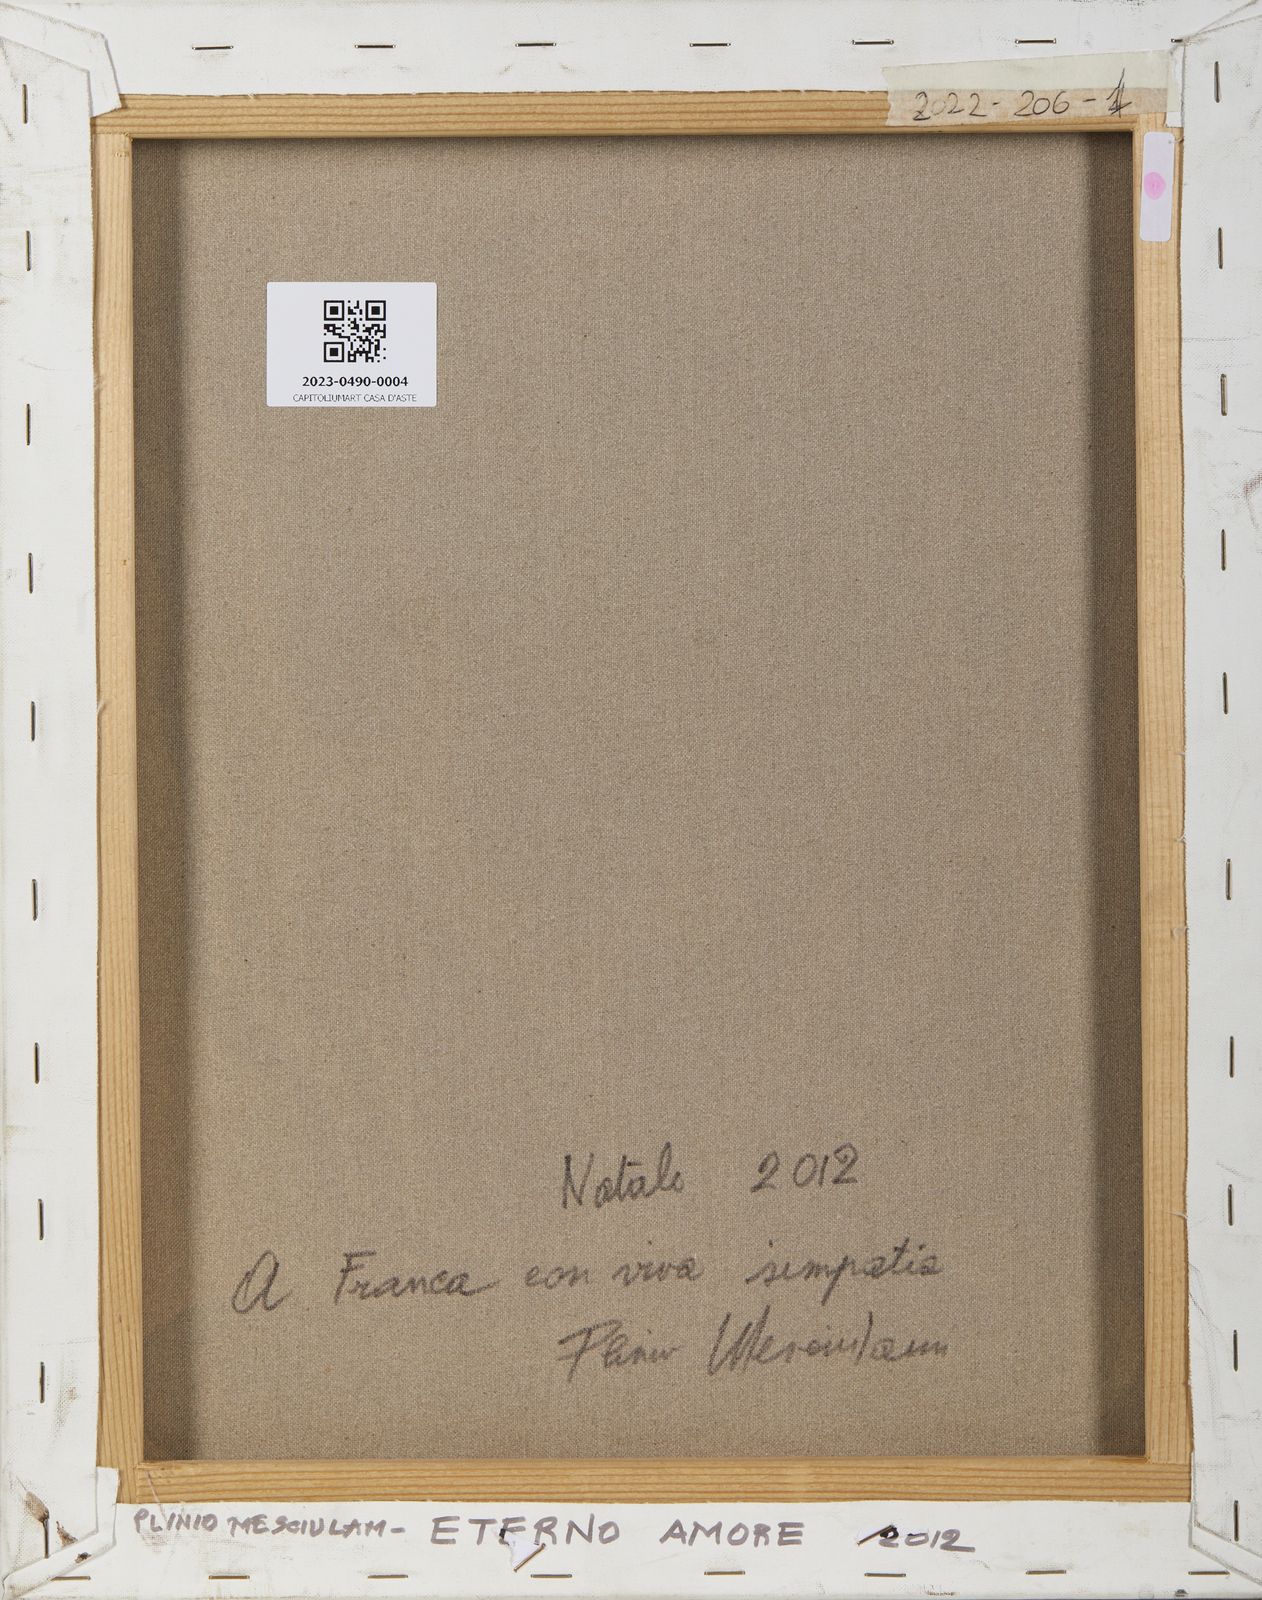 2022-206-1
2023-0490-0004
CAPITOLIUMART CASA D'ASTE
Natale 2012
A Franca con viva simpatia
Plinio Mesciulam
PLINIO MESCIULAM - ETERNO AMORE 2012